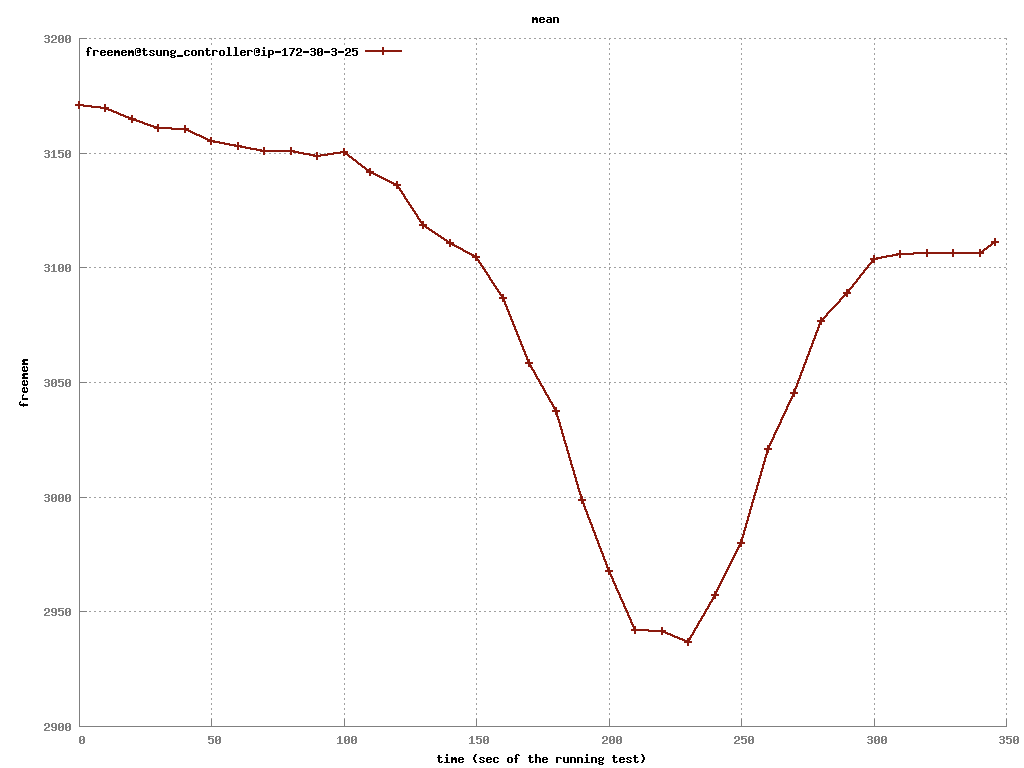 mean
3200
freemem@tsung_controller@ip-172-30-3-25
3150
3100
3050
freemem
3000
2950
2900
0 50 100 150 200 250 300 350
time (sec of the running test)